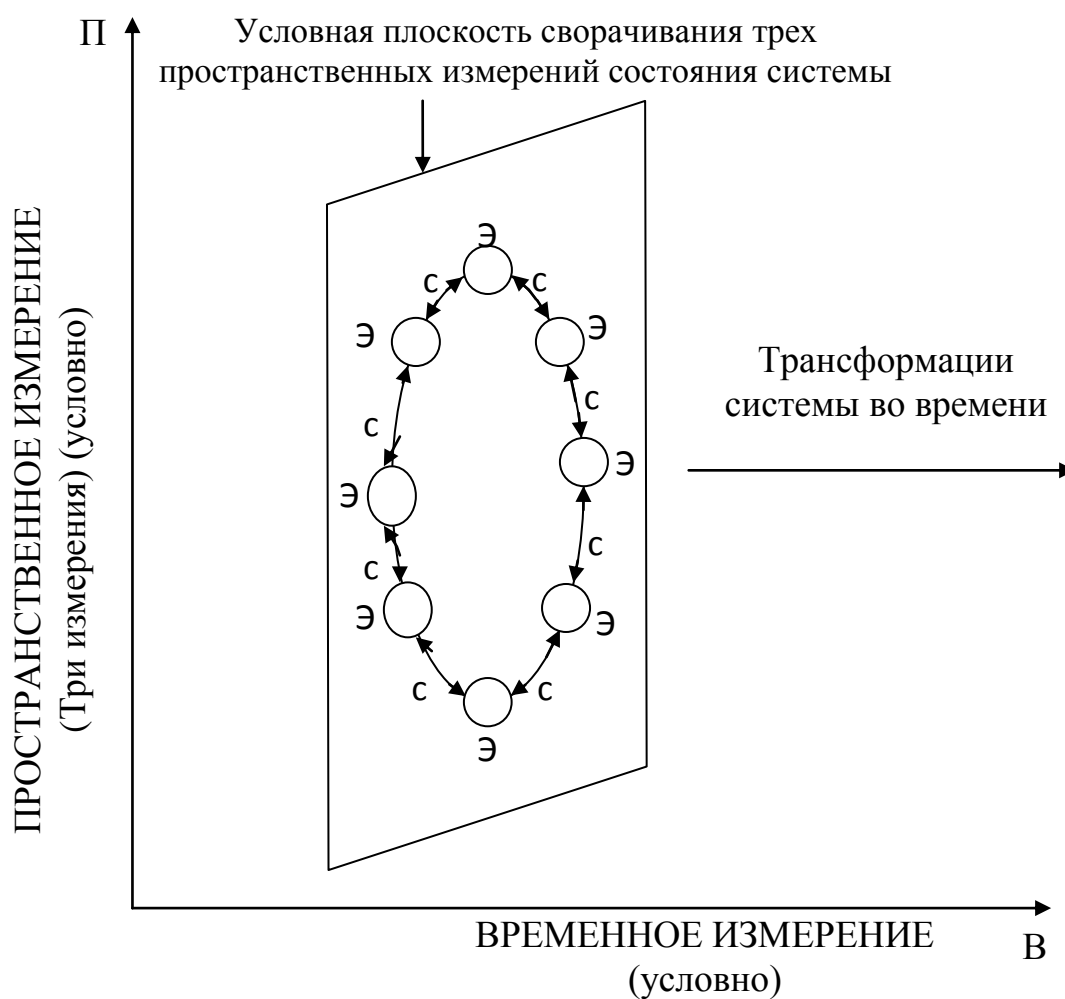 П
Условная плоскость сворачивания трех
пространственных измерений состояния системы
ПРОСТРАНСТВЕННОЕ ИЗМЕРЕНИЕ
(Три измерения) (условно)
Э
с
с
Э
Э
с
с
Э
Э
с
с
Э
Э
с
с
Э
Трансформации
системы во времени
ВРЕМЕННОЕ ИЗМЕРЕНИЕ
(условно)
В